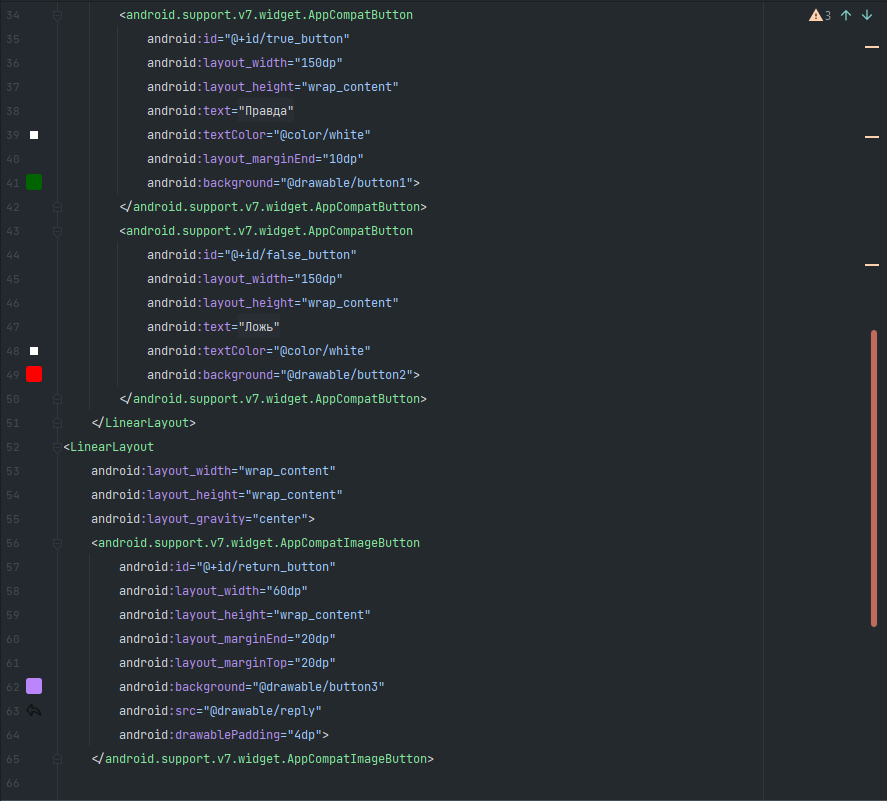 34 <android.support.v7.widget.AppCompatButton 3
35 android:id="@+id/true_button"
36 android:layout_width="150dp"
37 android:layout_height="wrap_content"
38 android:text="Правда"
39 android:textColor="@color/white"
40 android:layout_marginEnd="10dp"
41 android:background="@drawable/button1">
42 </android.support.v7.widget.AppCompatButton>
43 <android.support.v7.widget.AppCompatButton
44 android:id="@+id/false_button"
45 android:layout_width="150dp"
46 android:layout_height="wrap_content"
47 android:text="Ложь"
48 android:textColor="@color/white"
49 android:background="@drawable/button2">
50 </android.support.v7.widget.AppCompatButton>
51 </LinearLayout>
52 <LinearLayout
53 android:layout_width="wrap_content"
54 android:layout_height="wrap_content"
55 android:layout_gravity="center">
56 <android.support.v7.widget.AppCompatImageButton
57 android:id="@+id/return_button"
58 android:layout_width="60dp"
59 android:layout_height="wrap_content"
60 android:layout_marginEnd="20dp"
61 android:layout_marginTop="20dp"
62 android:background="@drawable/button3"
63 android:src="@drawable/reply"
64 android:drawablePadding="4dp">
65 </android.support.v7.widget.AppCompatImageButton>
66